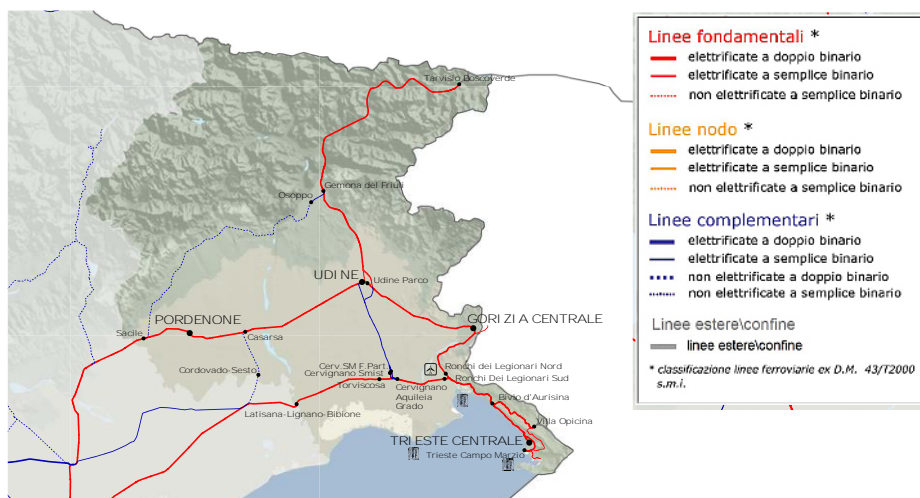 Tarvisio Boscoverde
Gemona del Friuli
Osoppo
UDINE
Udine Parco
PORDENONE
GORIZIA CENTRALE
Sacile
Casarsa
Cordovado-Sesto
Cerv.SM F.Part.
Cervignano Smist
Torviscosa
Cervignano
Aquileia
Grado
Ronchi dei Legionari Nord
Ronchi Dei Legionari Sud
Latisana-Lignano-Bibione
Bivio d'Aurisina
Villa Opicina
TRIESTE CENTRALE
Trieste Campo Marzio
Linee fondamentali *
elettrificate a doppio binario
elettrificate a semplice binario
non elettrificate a semplice binario
Linee nodo *
elettrificate a doppio binario
elettrificate a semplice binario
non elettrificate a semplice binario
Linee complementari *
elettrificate a doppio binario
elettrificate a semplice binario
non elettrificate a doppio binario
non elettrificate a semplice binario
Linee estere\confine
linee estere\confine
* classificazione linee ferroviarie ex D.M. 43/T2000
s.m.i.